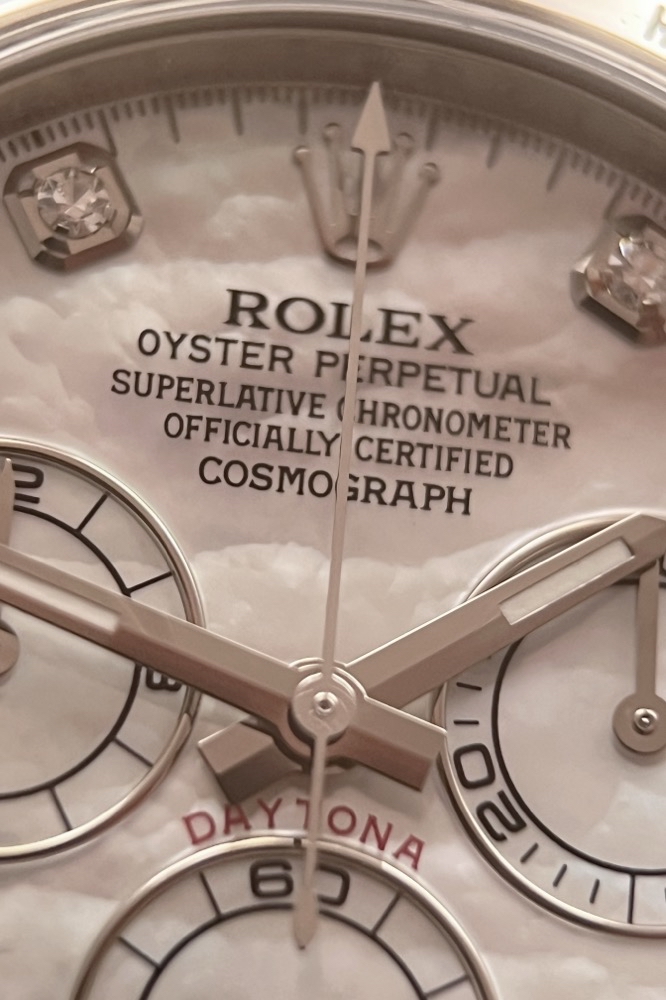 ROLEX
OYSTER PERPETUAL
SUPERLATIVE CHRONOMETER
OFFICIALLY CERTIFIED
COSMOGRAPH
20
DAYTONA
60